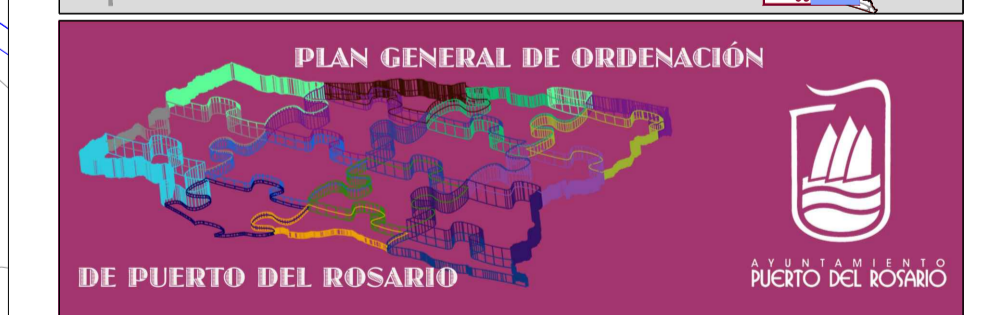 PLAN GENERAL DE ORDENACIÓN
DE PUERTO DEL ROSARIO
AYUNTAMIENTO
PUERTO DEL ROSARIO